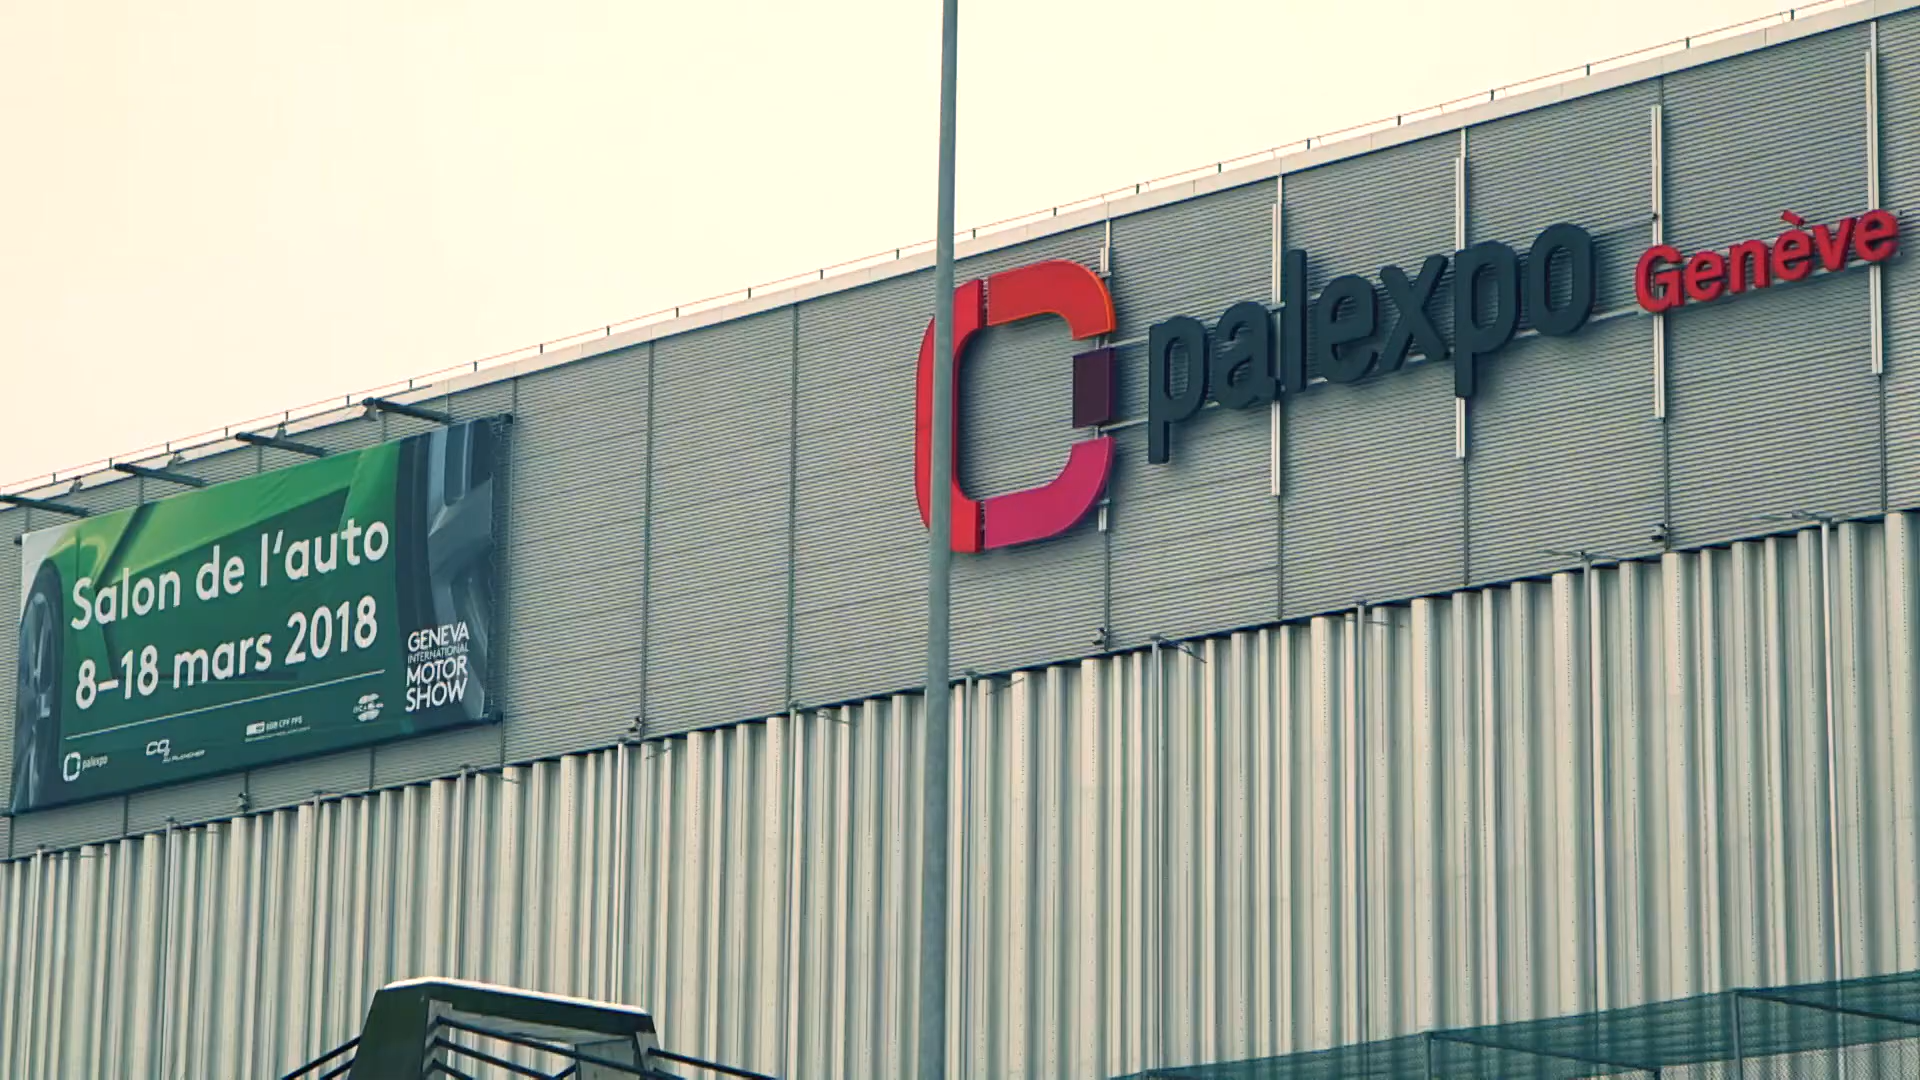 Salon de l'auto
8–18 mars 2018
GENEVA
INTERNATIONAL
MOTOR
SHOW
palexpo
palexpo Genève